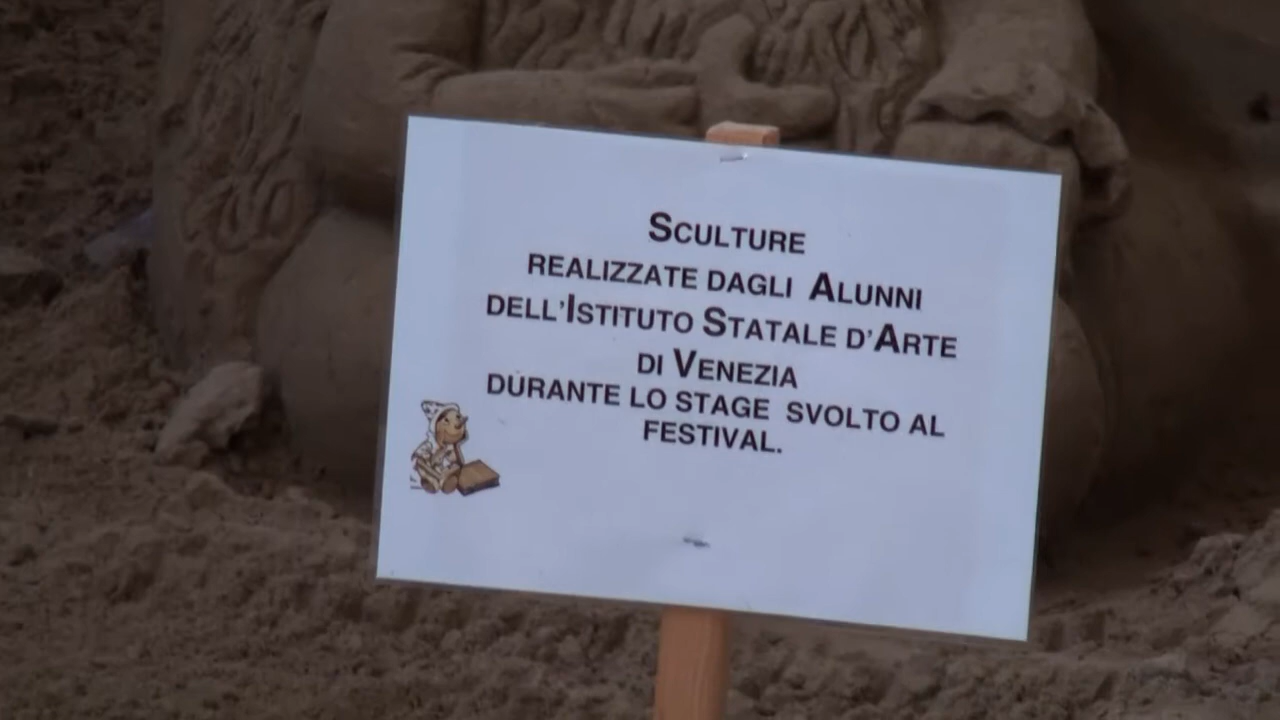 SCULTURE
REALIZZATE DAGLI ALUNNI
DELL'ISTITUTO STATALE D'ARTE
DI VENEZIA
DURANTE LO STAGE SVOLTO AL
FESTIVAL.